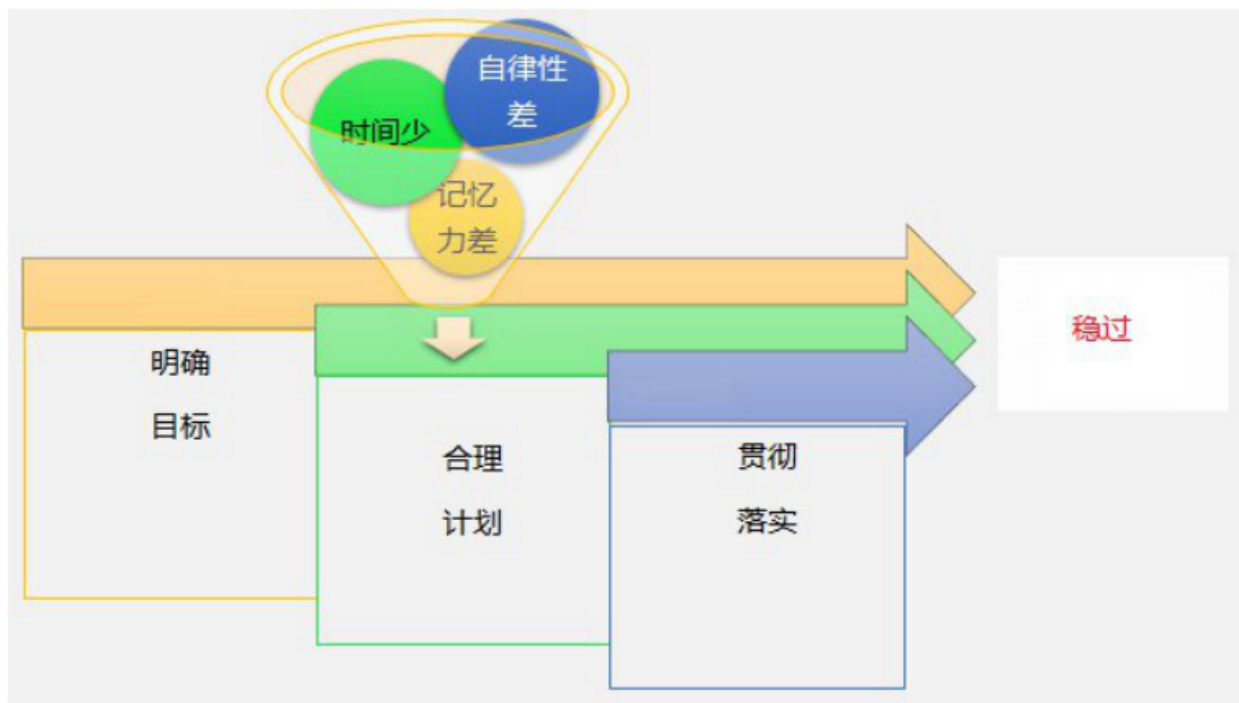 自律性
差
时间少
记忆
力差
稳过
明确
目标
合理
计划
贯彻
落实